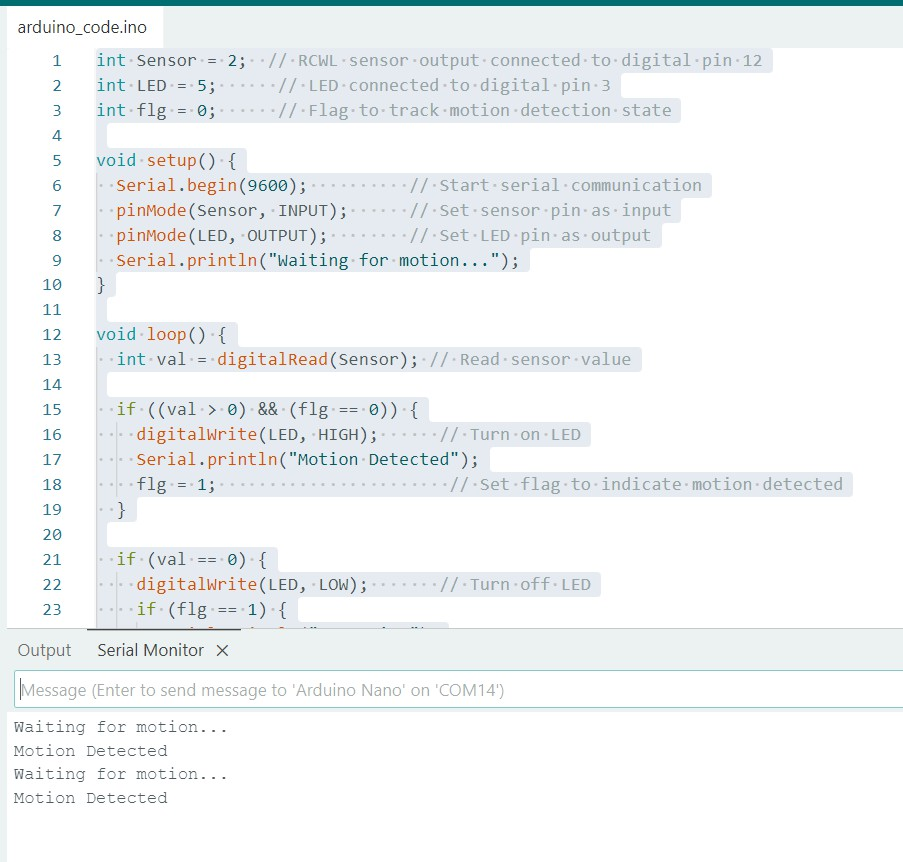 arduino_code.ino
1 int Sensor = 2;  // RCWL sensor output connected to digital pin 12
2 int LED = 5;      // LED connected to digital pin 3
3 int flg = 0;      // Flag to track motion detection state
4
5 void setup() {
6   Serial.begin(9600);          // Start serial communication
7   pinMode(Sensor, INPUT);      // Set sensor pin as input
8   pinMode(LED, OUTPUT);        // Set LED pin as output
9   Serial.println("Waiting for motion...");
10 }
11
12 void loop() {
13   int val = digitalRead(Sensor); // Read sensor value
14
15   if ((val > 0) && (flg == 0)) {
16     digitalWrite(LED, HIGH);      // Turn on LED
17     Serial.println("Motion Detected");
18     flg = 1;                       // Set flag to indicate motion detected
19   }
20
21   if (val == 0) {
22     digitalWrite(LED, LOW);       // Turn off LED
23     if (flg == 1) {
Output Serial Monitor
Message (Enter to send message to 'Arduino Nano' on 'COM14')
Waiting for motion...
Motion Detected
Waiting for motion...
Motion Detected